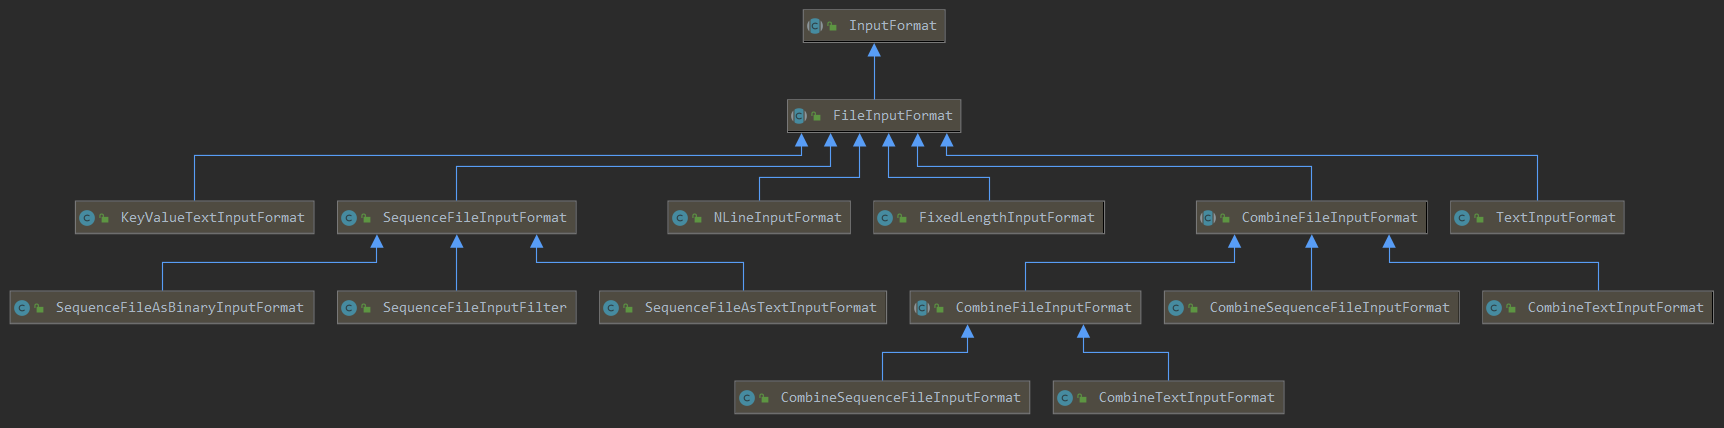 InputFormat
FileInputFormat
KeyValueTextInputFormat
SequenceFileInputFormat
NLineInputFormat
FixedLengthInputFormat
CombineFileInputFormat
TextInputFormat
SequenceFileAsBinaryInputFormat
SequenceFileInputFilter
SequenceFileAsTextInputFormat
CombineFileInputFormat
CombineSequenceFileInputFormat
CombineTextInputFormat
CombineSequenceFileInputFormat
CombineTextInputFormat